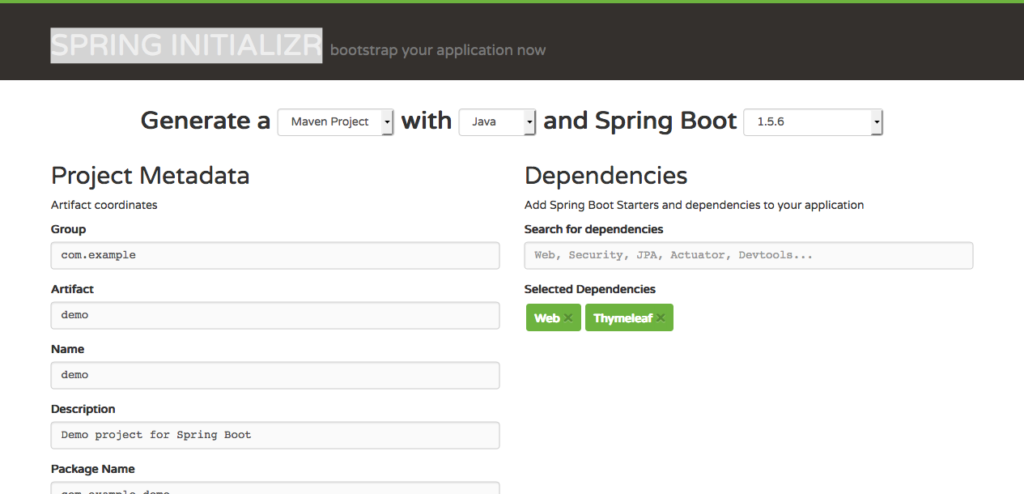 SPRING INITIALIZR bootstrap your application now
Generate a Maven Project with Java and Spring Boot 1.5.6
Project Metadata
Artifact coordinates
Group
com.example
Artifact
demo
Name
demo
Description
Demo project for Spring Boot
Package Name
com.example.demo
Dependencies
Add Spring Boot Starters and dependencies to your application
Search for dependencies
Web, Security, JPA, Actuator, Devtools...
Selected Dependencies
Web × Thymeleaf ×